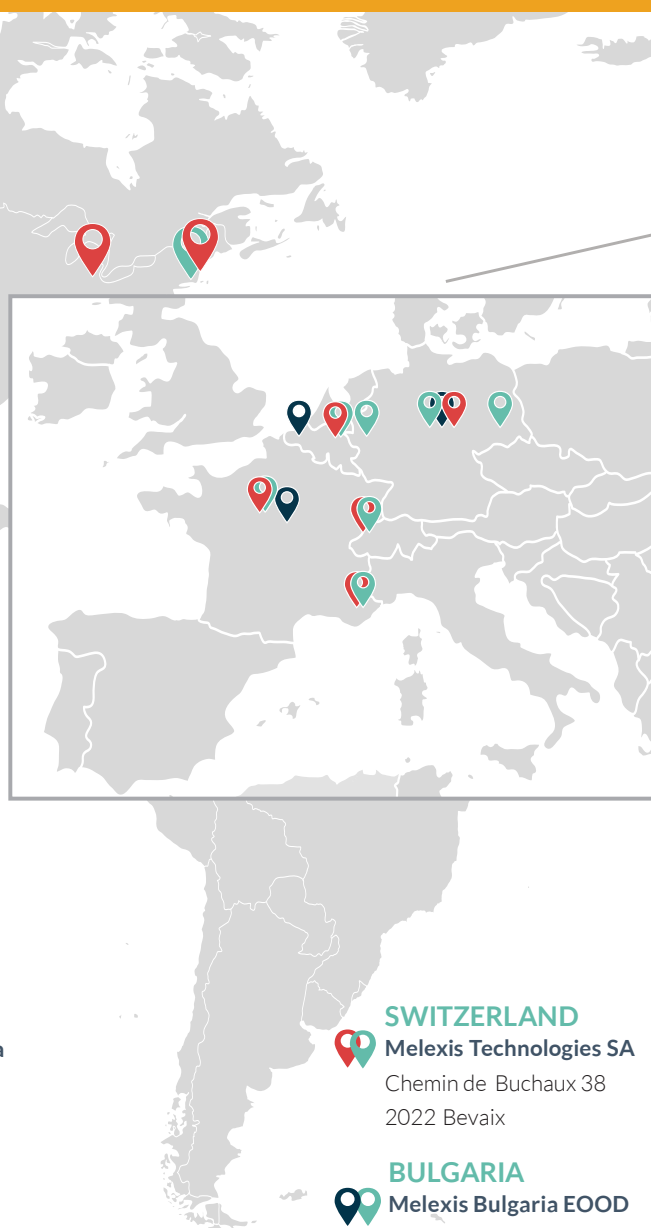 a
SWITZERLAND
Melexis Technologies SA
Chemin de Buchaux 38
2022 Bevaix
BULGARIA
Melexis Bulgaria EOOD